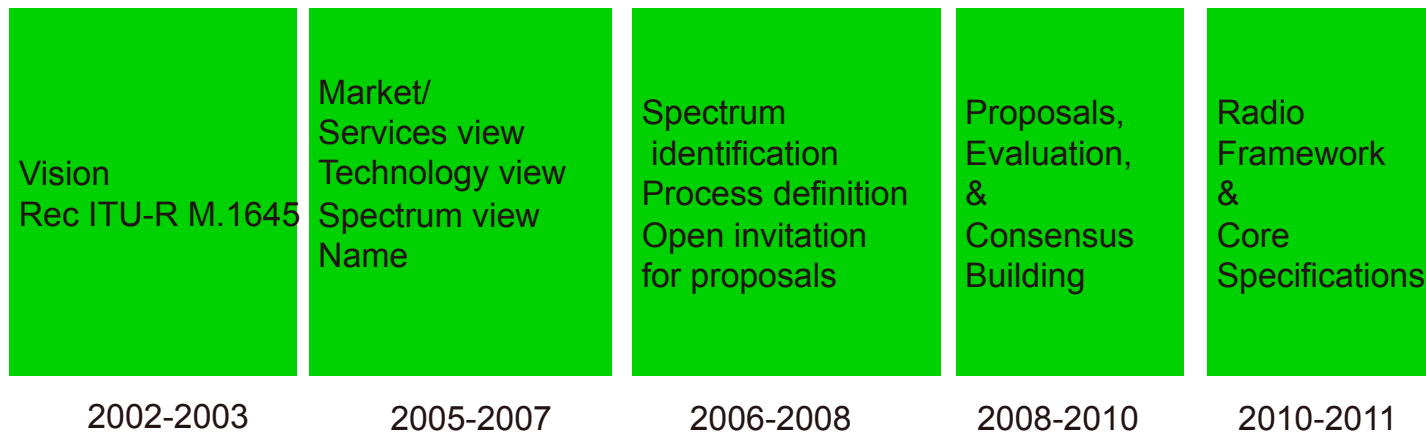 Vision
Rec ITU-R M.1645
Market/
Services view
Technology view
Spectrum view
Name
Spectrum
identification
Process definition
Open invitation
for proposals
Proposals,
Evaluation,
&
Consensus
Building
Radio
Framework
&
Core
Specifications
2002-2003
2005-2007
2006-2008
2008-2010
2010-2011